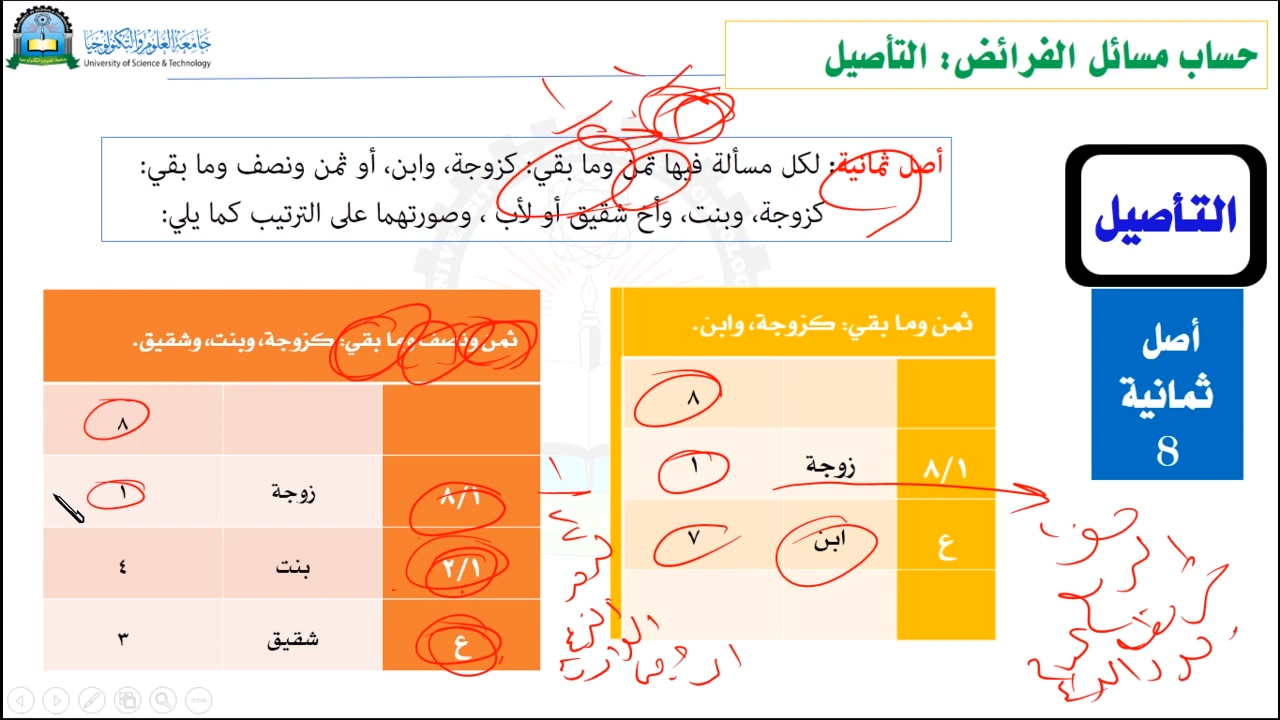 جامعة العلوم والتكنولوجيا
University of Science & Technology
حساب مسائل الفرائض: التأصيل
أصل ثمانية: لكل مسألة فيها ثمن وما بقي: كزوجة، وابن، أو ثمن ونصف وما بقي:
كزوجة، وبنت، وأخ شقيق أو لأب ، وصورتهما على الترتيب كما يلي:
التأصيل
أصل
ثمانية
8
ثمن وما بقي: كزوجة، وابن.
٨
٨/١ زوجة ١
ع ابن ٧
ثمن ونصف وما بقي: كزوجة، وبنت، وشقيق.
٨
٨/١ زوجة ١
٢/١ بنت ٤
ع شقيق ٣